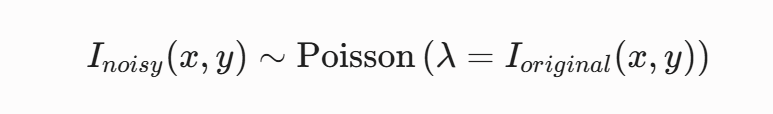 I_{noisy}(x, y) ∼ Poisson (λ = I_{original}(x, y))